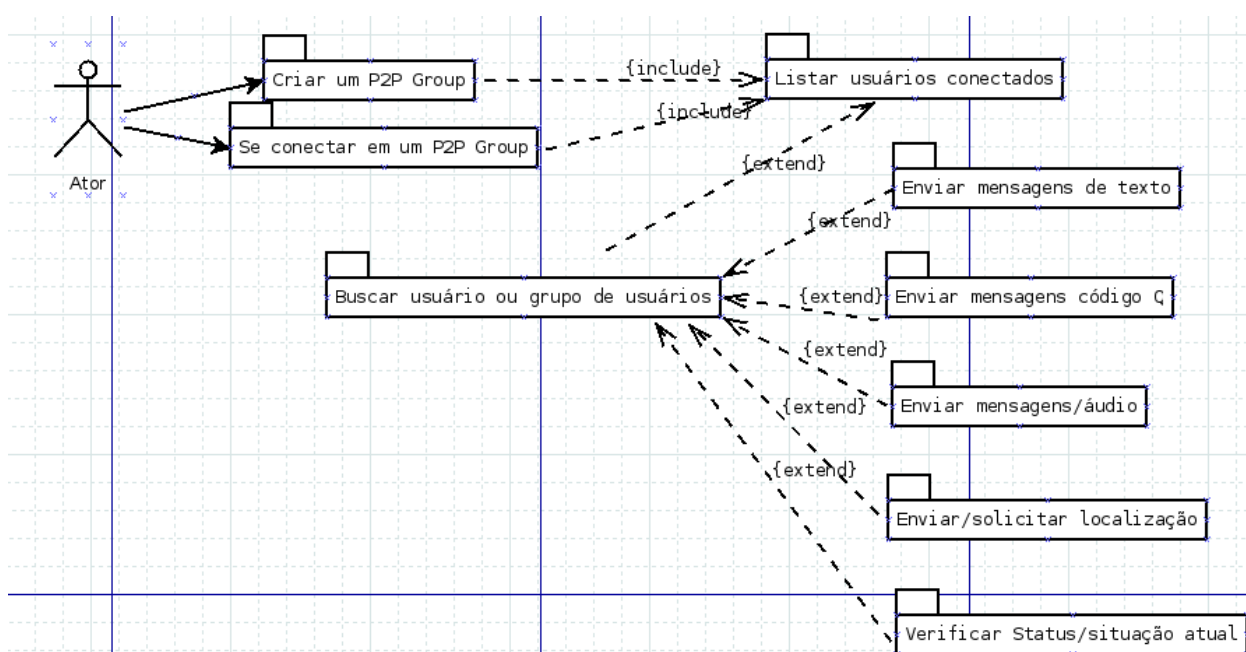 Criar um P2P Group
{include}
Listar usuários conectados
{include}
Se conectar em um P2P Group
{extend}
Ator
Enviar mensagens de texto
{extend}
Buscar usuário ou grupo de usuários
{extend}
Enviar mensagens código Q
{extend}
Enviar mensagens/áudio
{extend}
{extend}
Enviar/solicitar localização
Verificar Status/situação atual